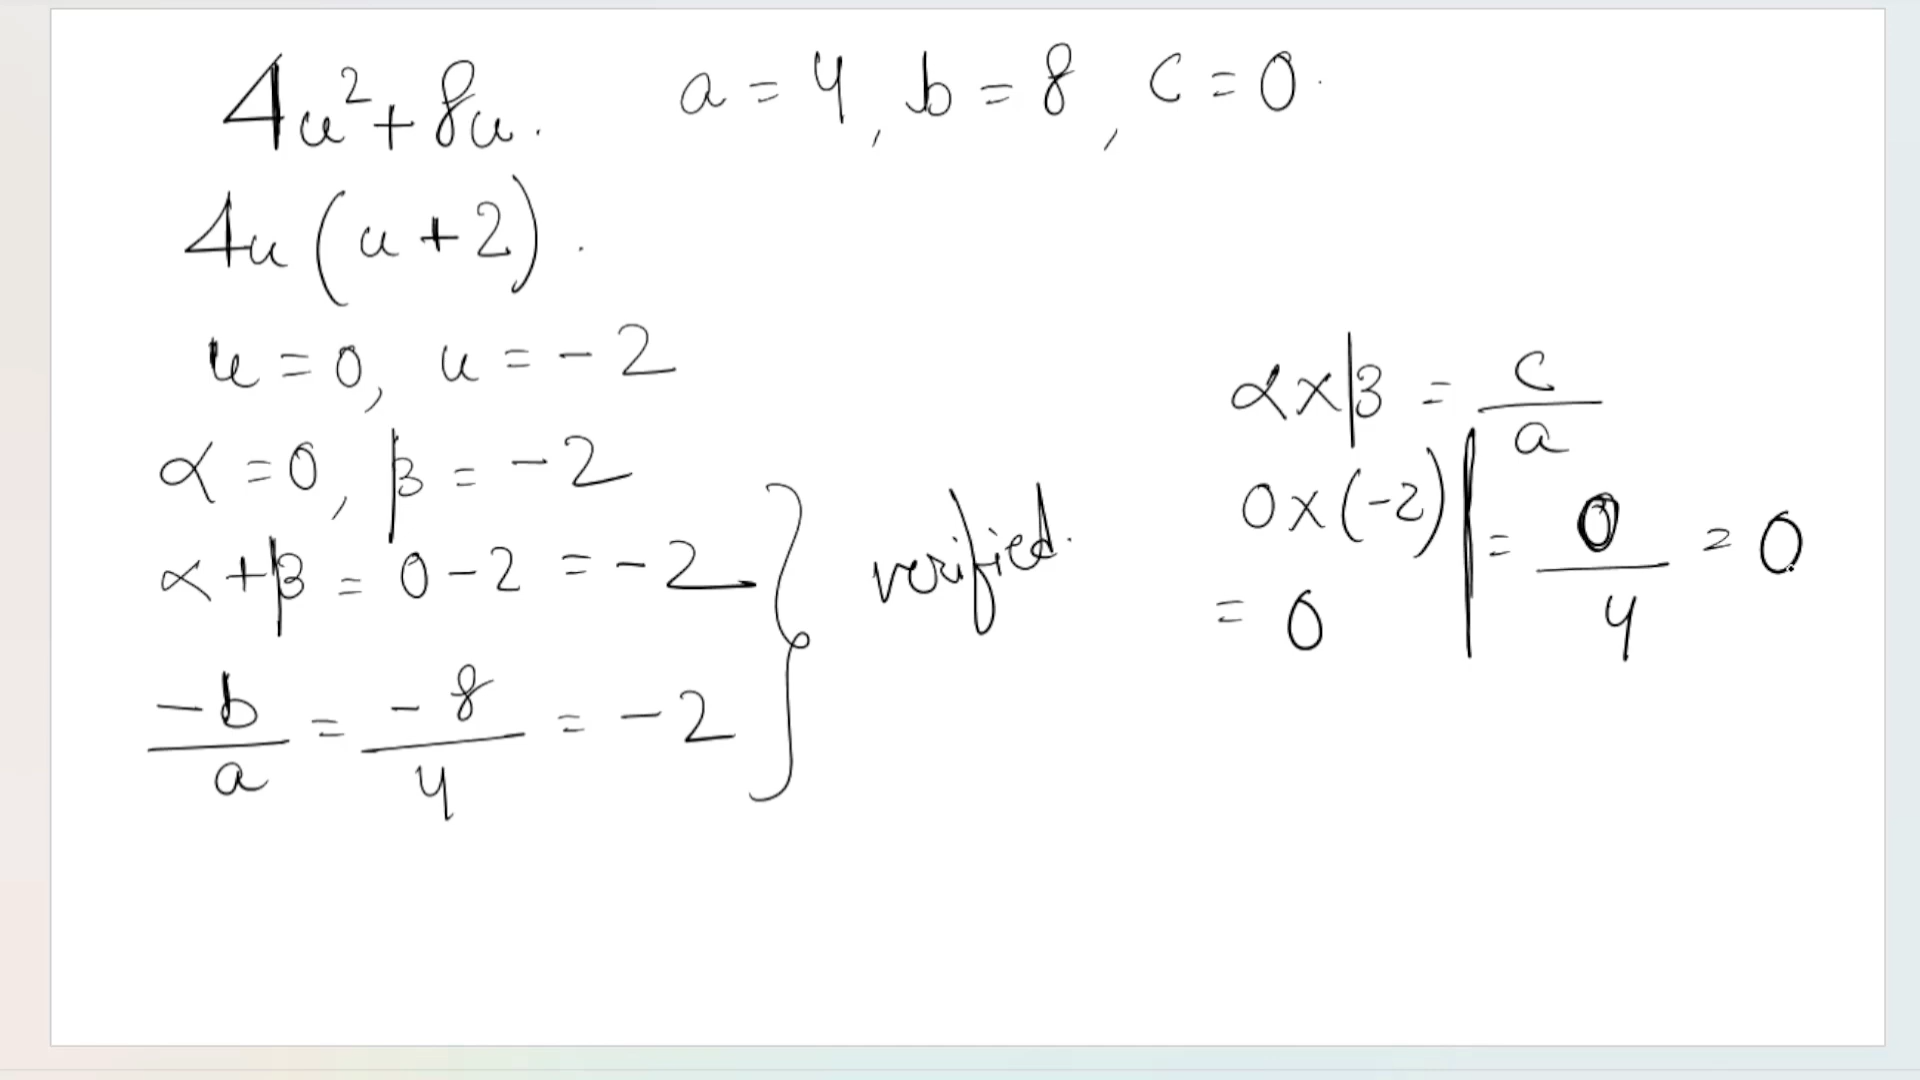 4u² + 8u. a = 4, b = 8, c = 0.
4u (u + 2).
u = 0, u = -2
α = 0, β = -2
α + β = 0 - 2 = -2
-b/a = -8/4 = -2
verified.
α × β = c/a
0 × (-2) | = 0/4 = 0
= 0